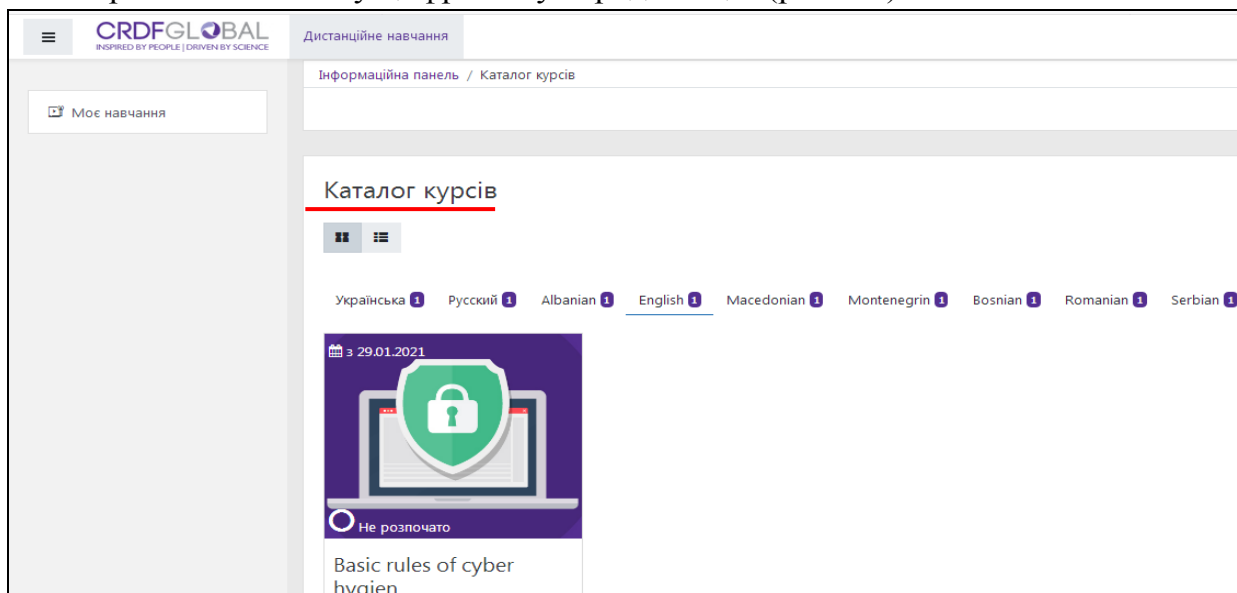 CRDFGLOBAL
INSPIRED BY PEOPLE | DRIVEN BY SCIENCE
Дистанційне навчання
Інформаційна панель / Каталог курсів
Моє навчання
Каталог курсів
Українська 1 Русский 1 Albanian 1 English 1 Macedonian 1 Montenegrin 1 Bosnian 1 Romanian 1 Serbian 1
з 29.01.2021
Не розпочато
Basic rules of cyber
hygien